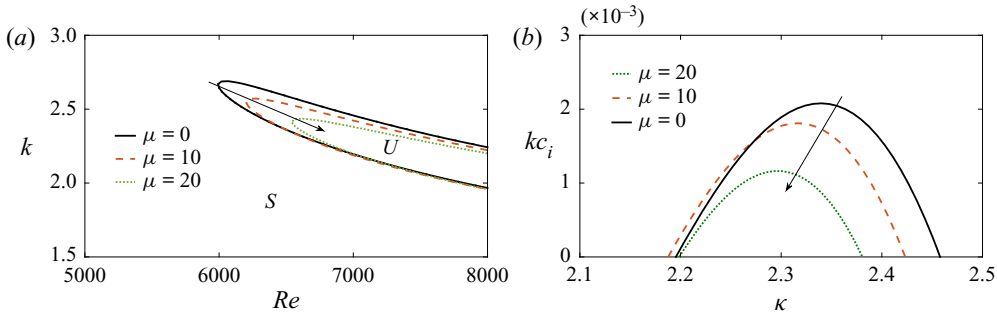 (a)
3.0
2.5
2.0
1.5
k
μ = 0
μ = 10
μ = 20
U
S
5000 6000 7000 8000
Re
(×10⁻³)
(b)
3
2
1
0
kcᵢ
μ = 20
μ = 10
μ = 0
2.1 2.2 2.3 2.4 2.5
κ